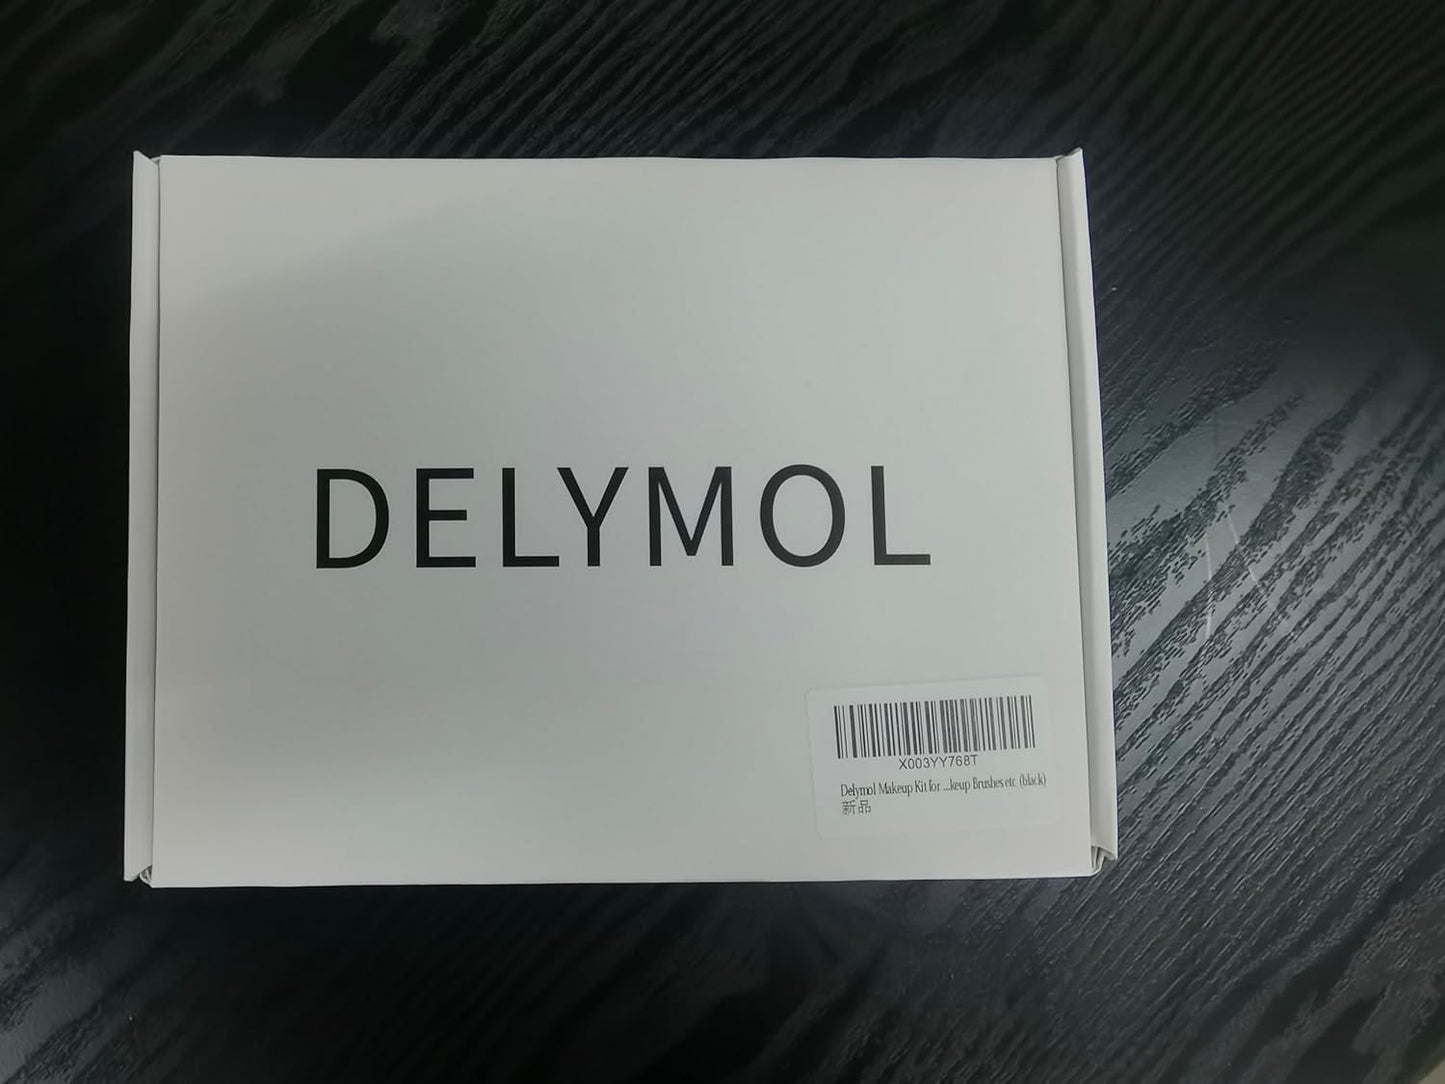 DELYMOL
X003YY768T
Delymol Makeup Kit for ...keup Brushes etc (black)
新品